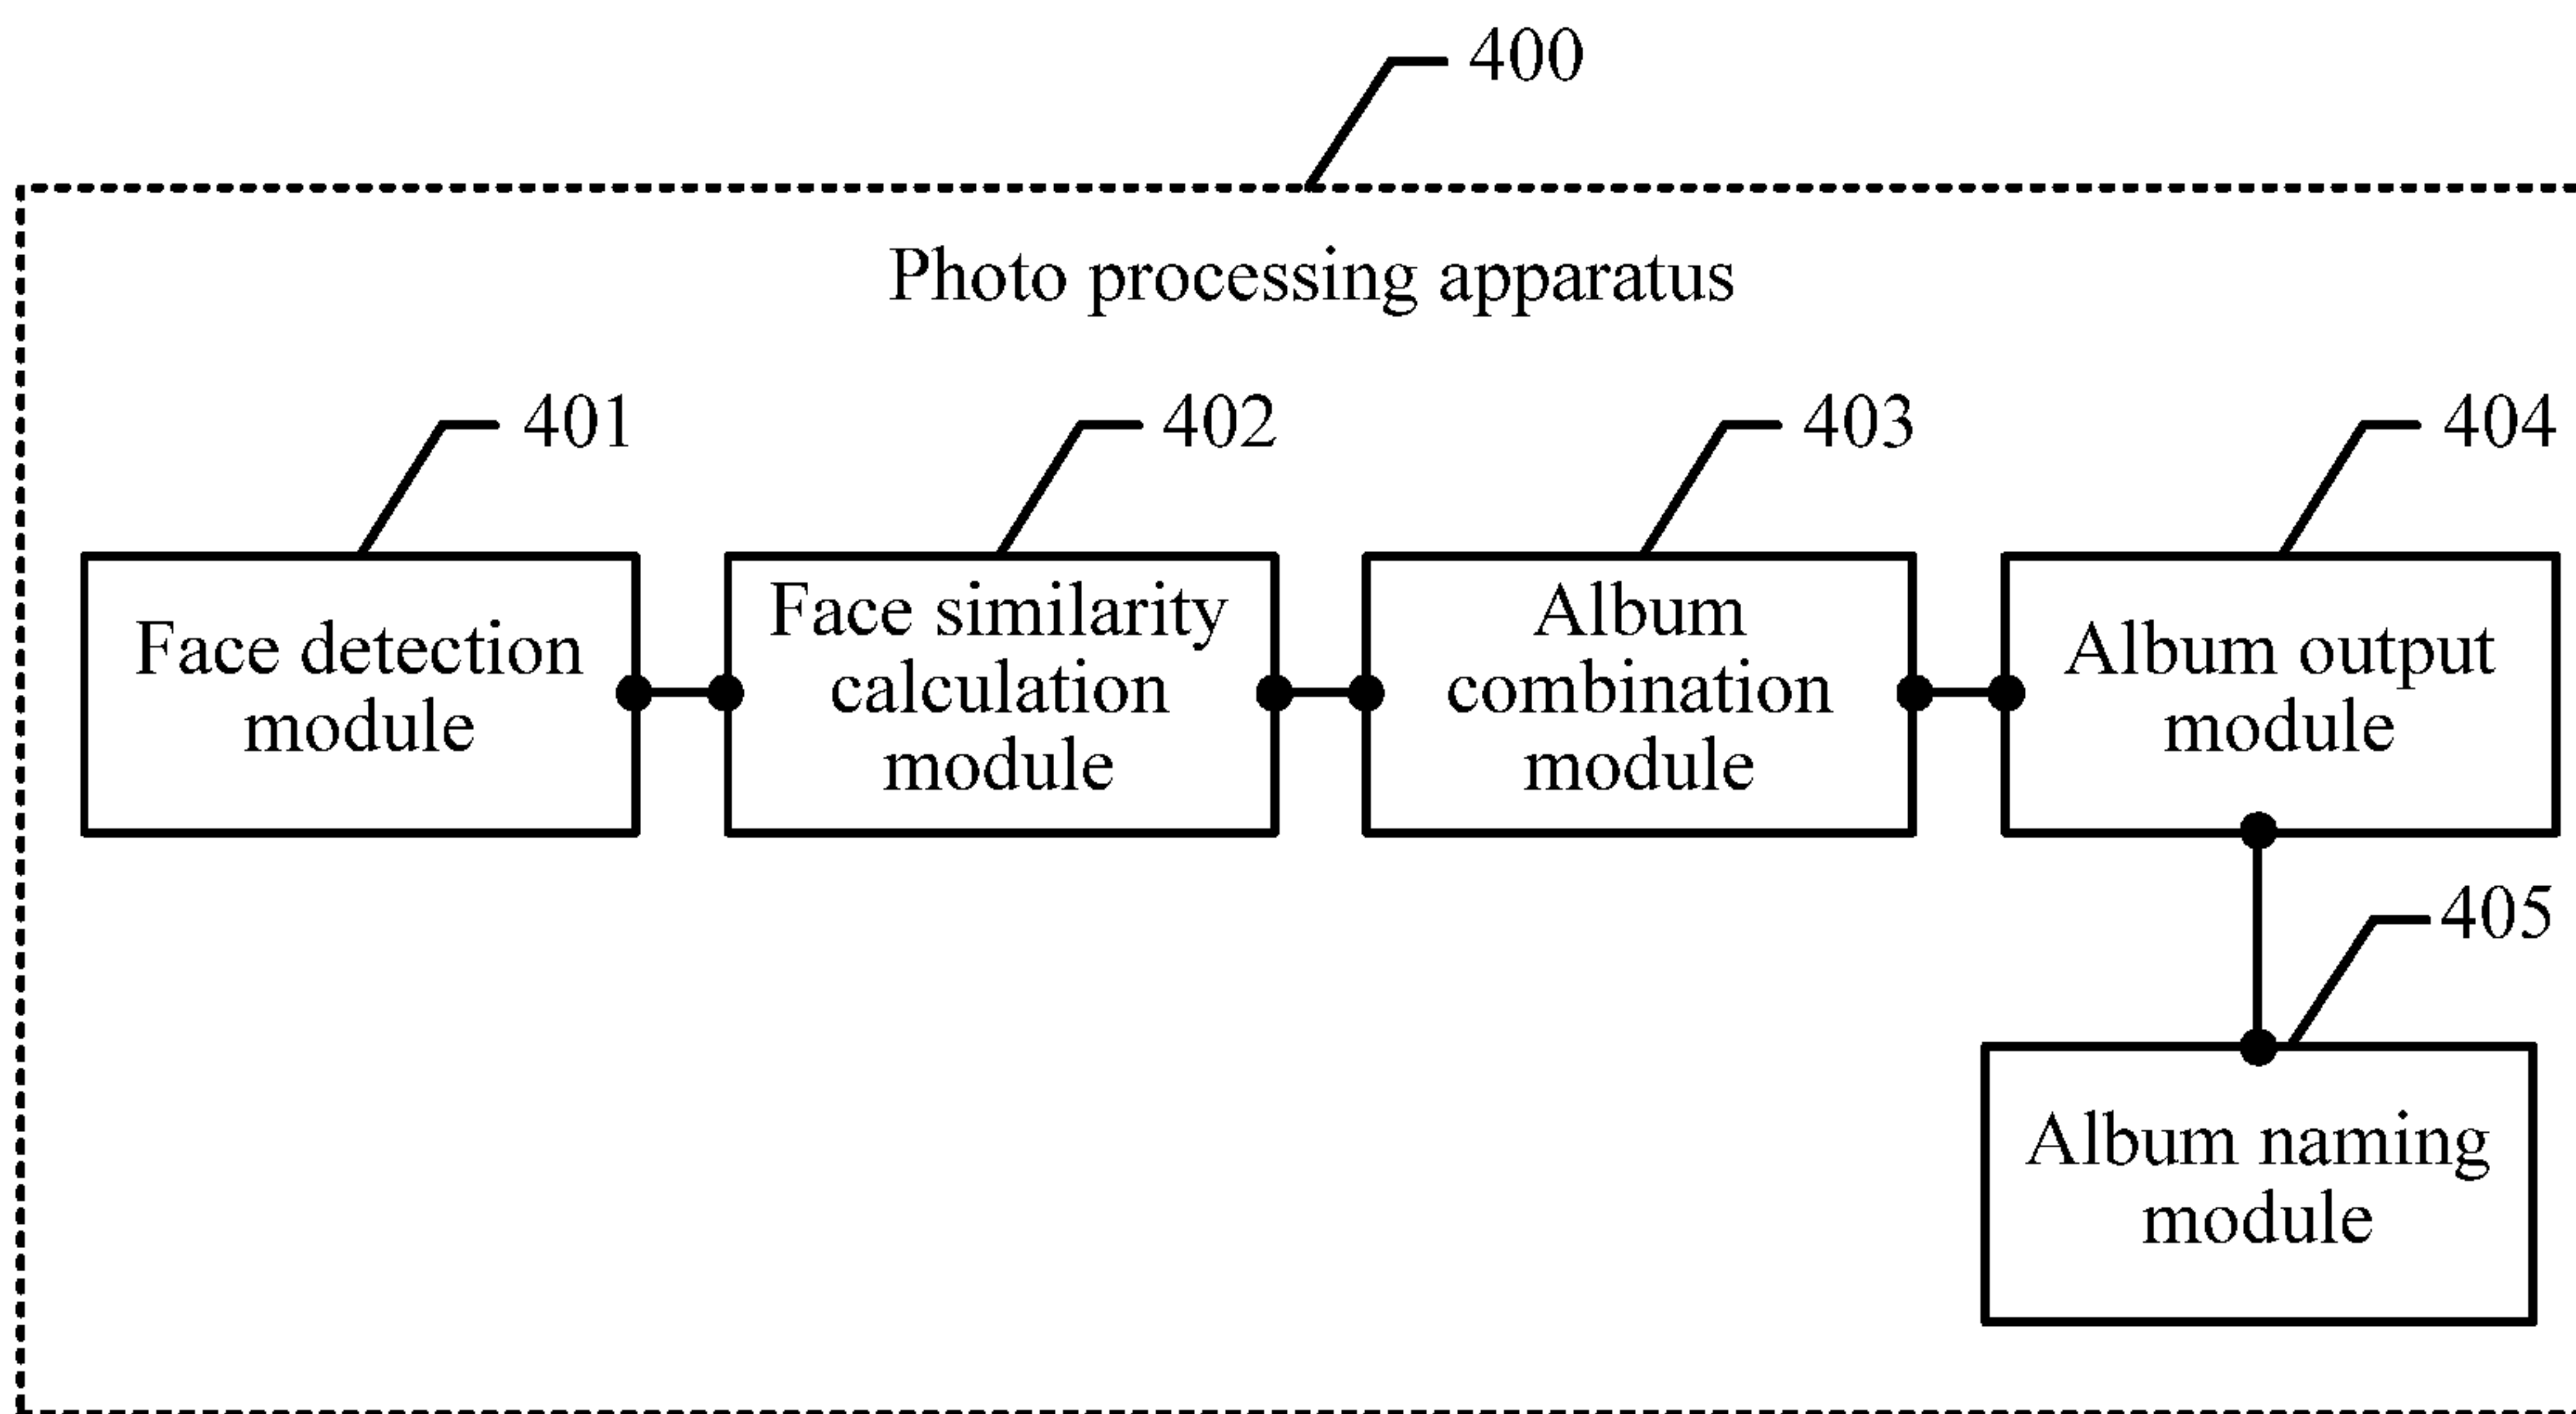 400
Photo processing apparatus
401
402
403
404
Face detection
module
Face similarity
calculation
module
Album
combination
module
Album output
module
405
Album naming
module